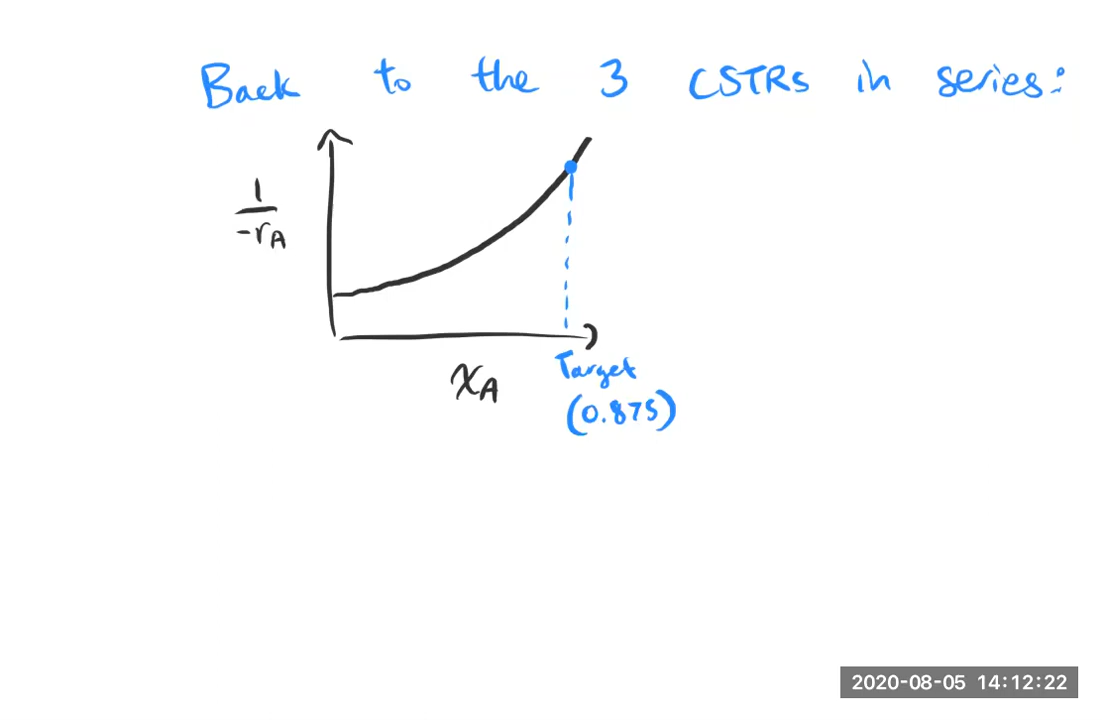 Back to the 3 CSTRs in series:
1
-rA
XA
Target
(0.875)
2020-08-05 14:12:22